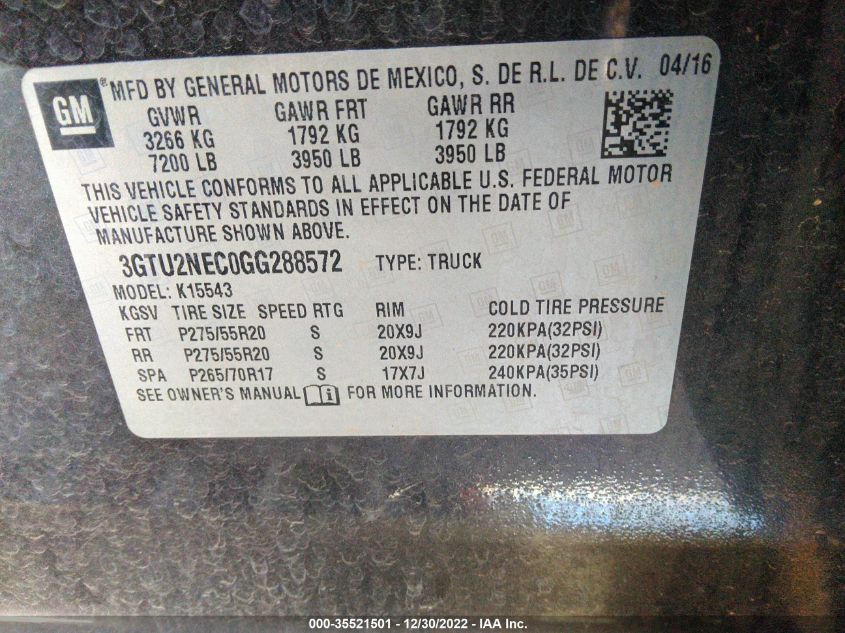 GM ® MFD BY GENERAL MOTORS DE MEXICO, S. DE R.L. DE C.V. 04/16
GVWR GAWR FRT GAWR RR
3266 KG 1792 KG 1792 KG
7200 LB 3950 LB 3950 LB
THIS VEHICLE CONFORMS TO ALL APPLICABLE U.S. FEDERAL MOTOR
VEHICLE SAFETY STANDARDS IN EFFECT ON THE DATE OF
MANUFACTURE SHOWN ABOVE.
3GTU2NEC0GG288572 TYPE: TRUCK
MODEL: K15543
KGSV TIRE SIZE SPEED RTG RIM COLD TIRE PRESSURE
FRT P275/55R20 S 20X9J 220KPA(32PSI)
RR P275/55R20 S 20X9J 220KPA(32PSI)
SPA P265/70R17 S 17X7J 240KPA(35PSI)
SEE OWNER'S MANUAL i FOR MORE INFORMATION.
000-35521501 - 12/30/2022 - IAA Inc.